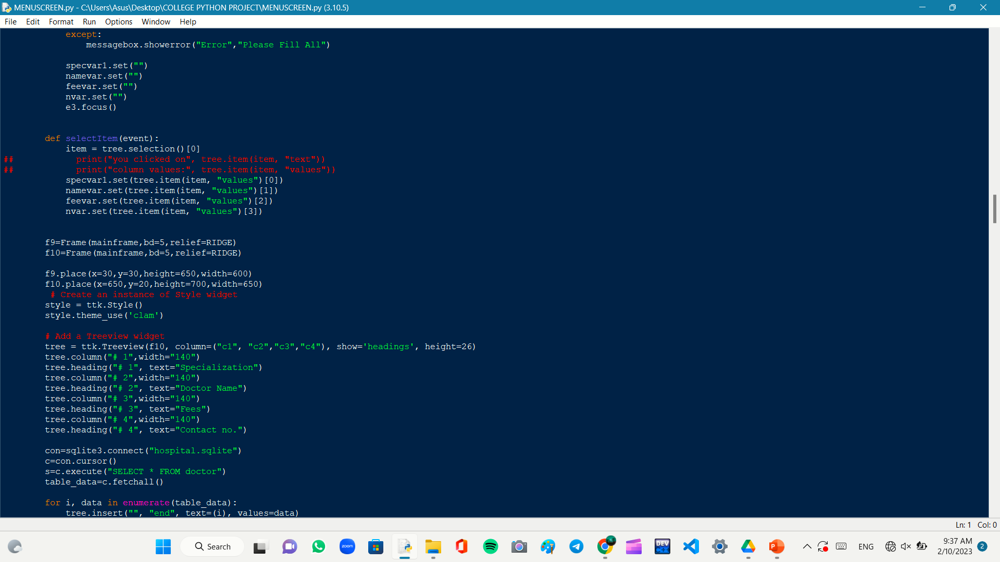 MENUSCREEN.py - C:\Users\Asus\Desktop\COLLEGE PYTHON PROJECT\MENUSCREEN.py (3.10.5)
File Edit Format Run Options Window Help
except:
messagebox.showerror("Error","Please Fill All")
specvar1.set("")
namevar.set("")
feevar.set("")
nvar.set("")
e3.focus()
def selectItem(event):
item = tree.selection()[0]
## print("you clicked on", tree.item(item, "text"))
## print("column values:", tree.item(item, "values"))
specvar1.set(tree.item(item, "values")[0])
namevar.set(tree.item(item, "values")[1])
feevar.set(tree.item(item, "values")[2])
nvar.set(tree.item(item, "values")[3])
f9=Frame(mainframe,bd=5,relief=RIDGE)
f10=Frame(mainframe,bd=5,relief=RIDGE)
f9.place(x=30,y=30,height=650,width=600)
f10.place(x=650,y=20,height=700,width=650)
# Create an instance of Style widget
style = ttk.Style()
style.theme_use('clam')
# Add a Treeview widget
tree = ttk.Treeview(f10, column=("c1", "c2","c3","c4"), show='headings', height=26)
tree.column("# 1",width="140")
tree.heading("# 1", text="Specialization")
tree.column("# 2",width="140")
tree.heading("# 2", text="Doctor Name")
tree.column("# 3",width="140")
tree.heading("# 3", text="Fees")
tree.column("# 4",width="140")
tree.heading("# 4", text="Contact no.")
con=sqlite3.connect("hospital.sqlite")
c=con.cursor()
s=c.execute("SELECT * FROM doctor")
table_data=c.fetchall()
for i, data in enumerate(table_data):
tree.insert("", "end", text=(i), values=data)
Ln: 1 Col: 0
Search
zoom
DEV
C++
P
ENG
9:37 AM
2/10/2023
2